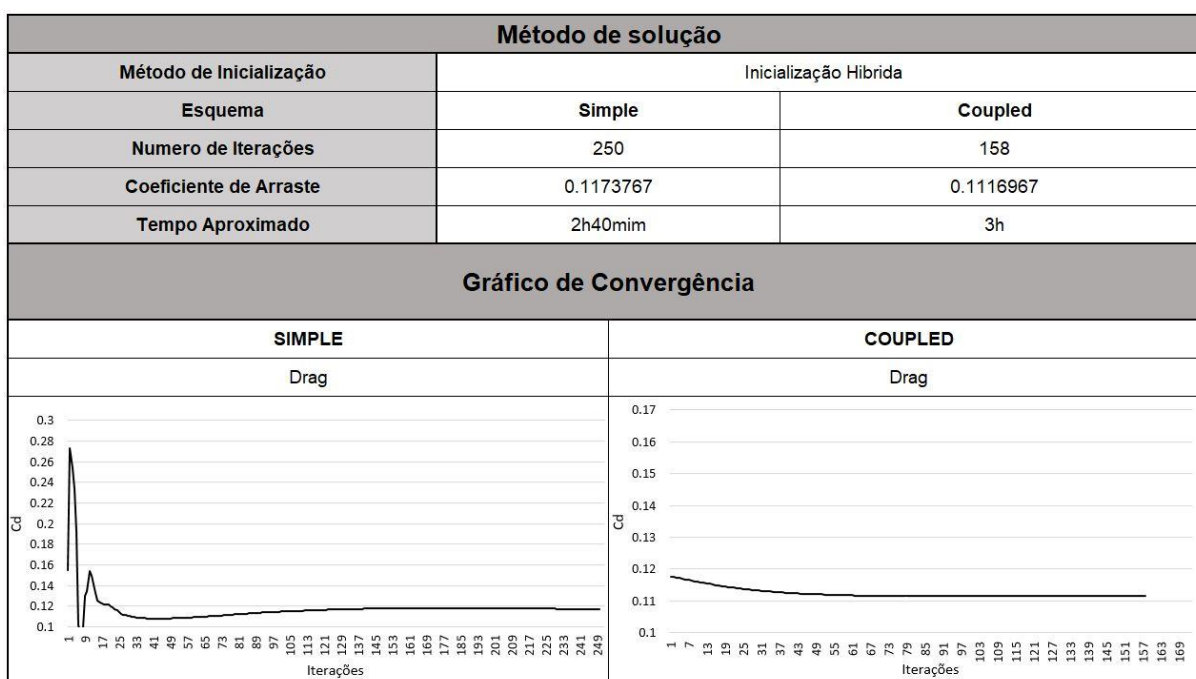 Método de solução
Método de Inicialização Inicialização Hibrida
Esquema Simple Coupled
Numero de Iterações 250 158
Coeficiente de Arraste 0.1173767 0.1116967
Tempo Aproximado 2h40mim 3h
Gráfico de Convergência
SIMPLE COUPLED
Drag Drag
0.3
0.28
0.26
0.24
0.22
0.2
0.18
0.16
0.14
0.12
0.1
Cd
1 9 17 25 33 41 49 57 65 73 81 89 97 105 113 121 129 137 145 153 161 169 177 185 193 201 209 217 225 233 241 249
Iterações
0.17
0.16
0.15
0.14
0.13
0.12
0.11
0.1
Cd
1 7 13 19 25 31 37 43 49 55 61 67 73 79 85 91 97 103 109 115 121 127 133 139 145 151 157 163 169
Iterações